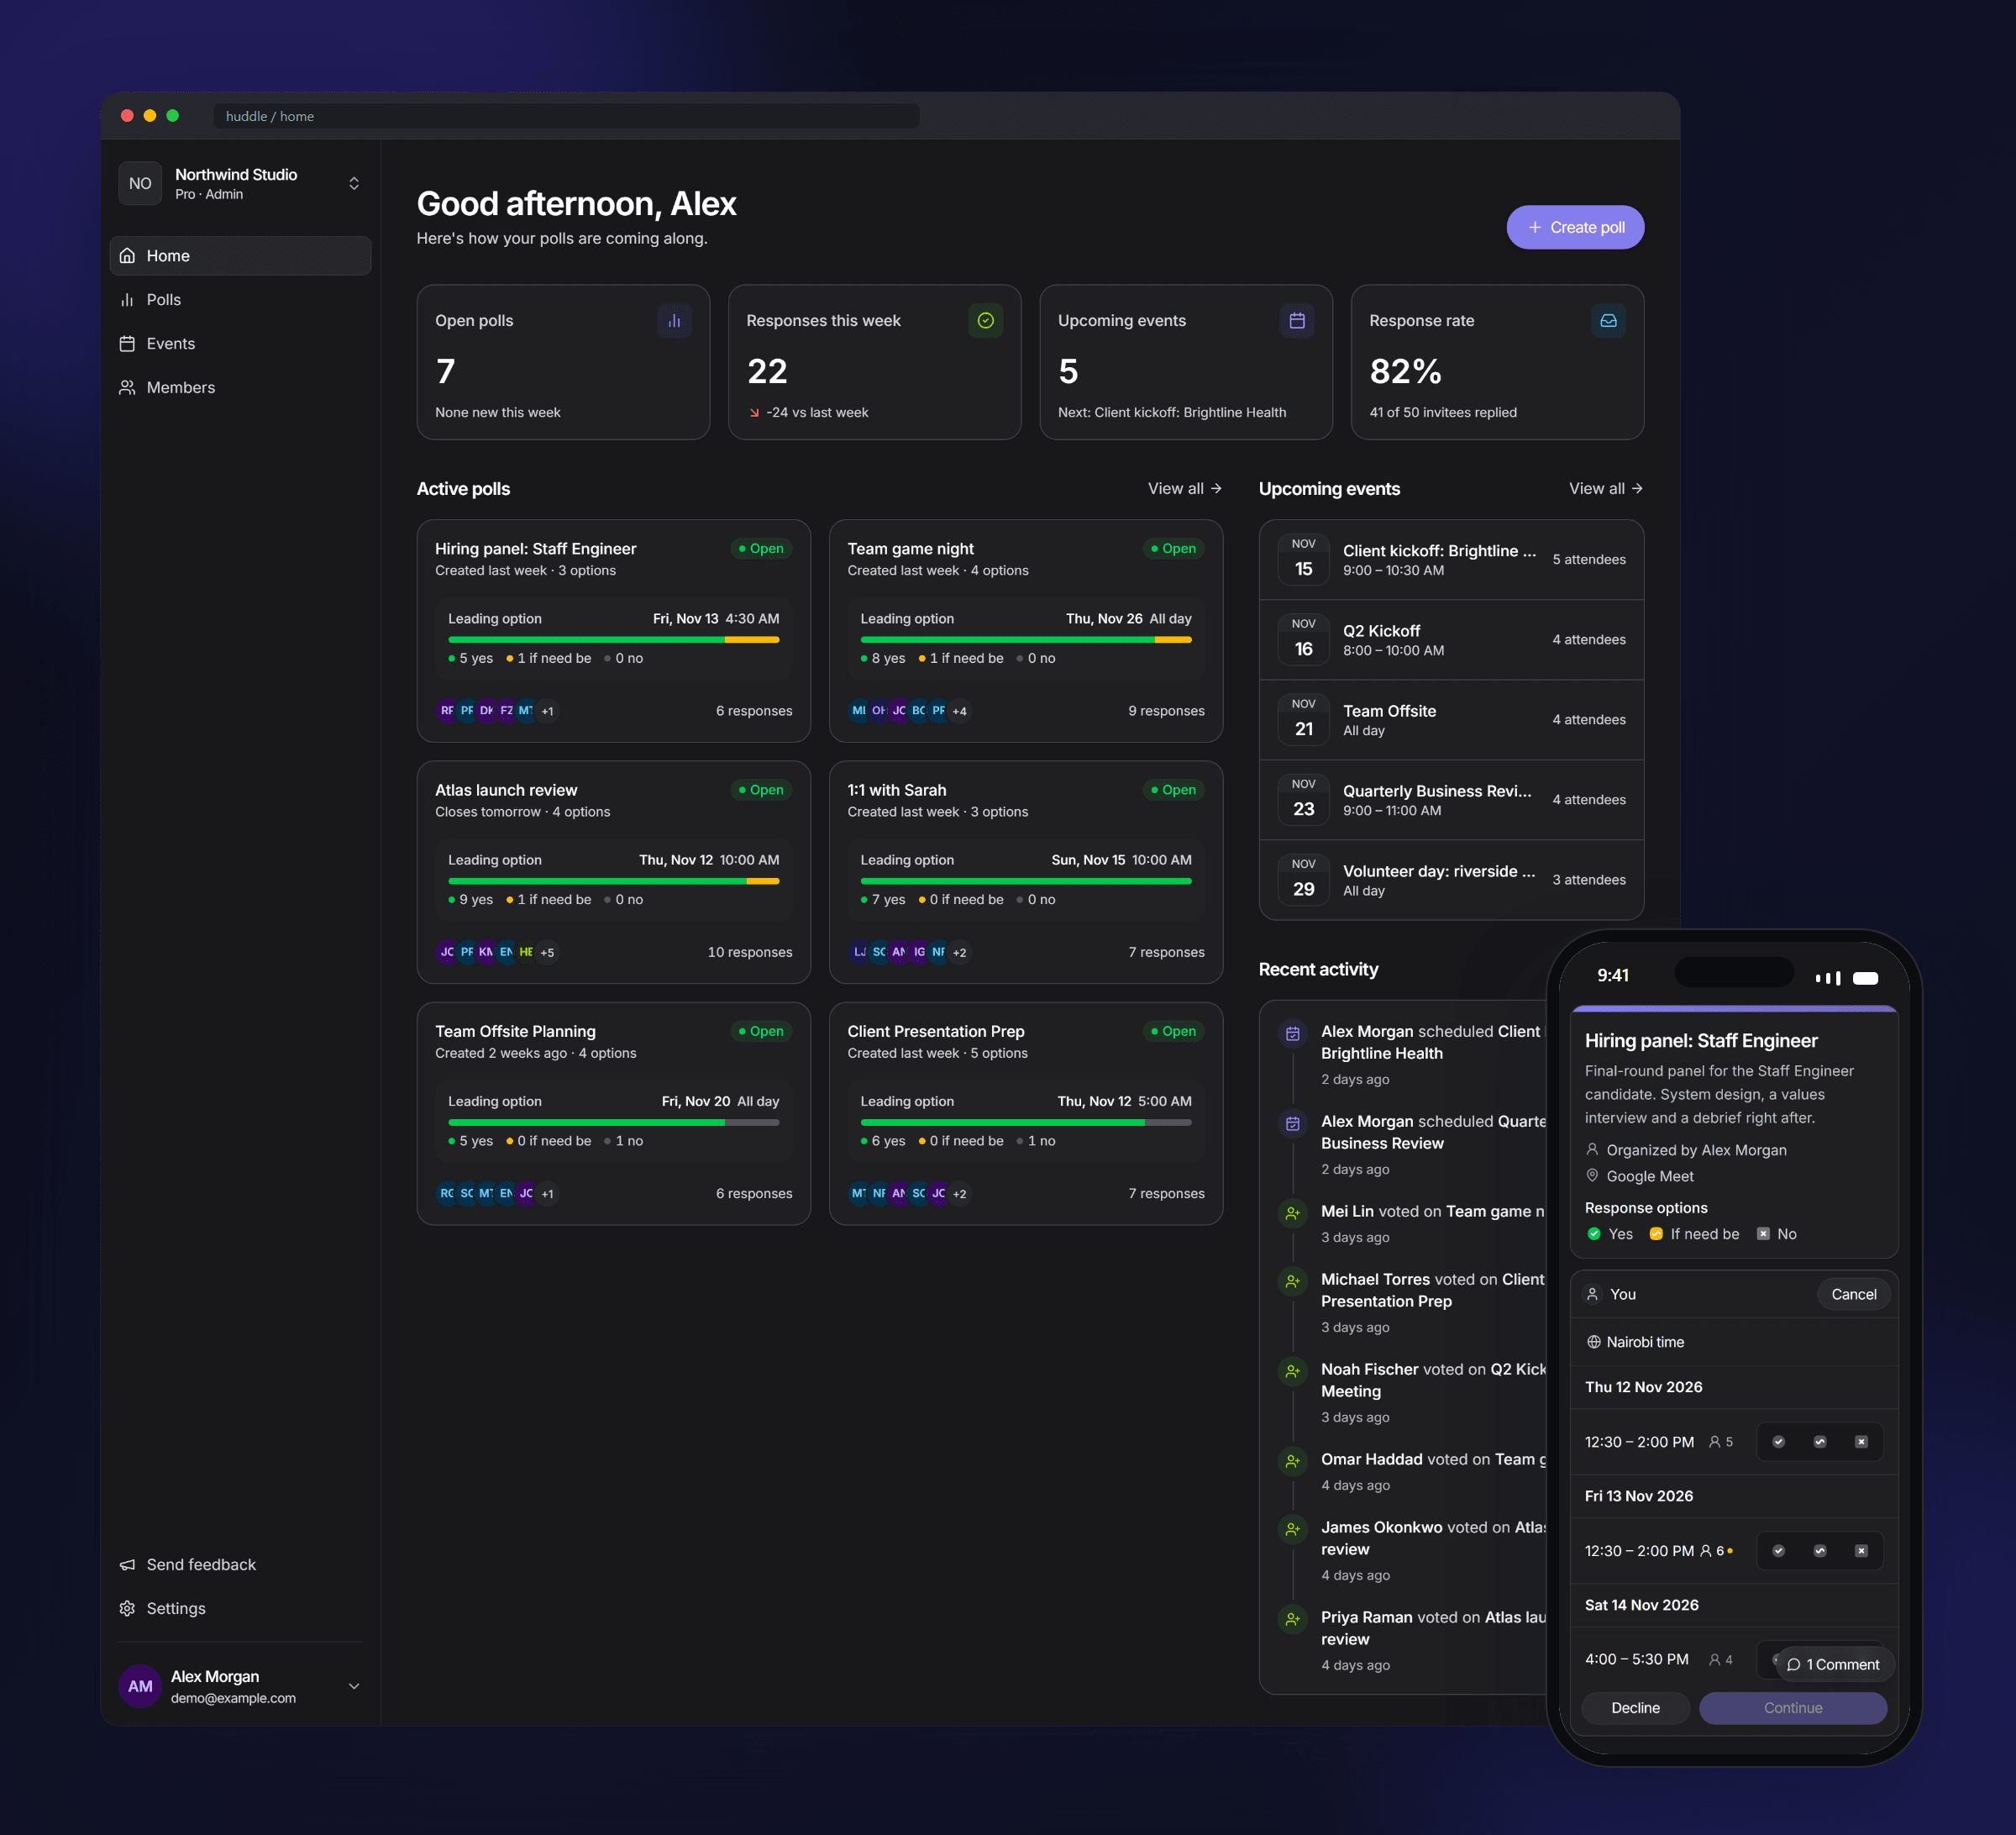 huddle / home
NO
Northwind Studio
Pro · Admin
Home
Polls
Events
Members
Send feedback
Settings
AM
Alex Morgan
demo@example.com
Good afternoon, Alex
Here's how your polls are coming along.
Create poll
Open polls
7
None new this week
Responses this week
22
-24 vs last week
Upcoming events
5
Next: Client kickoff: Brightline Health
Response rate
82%
41 of 50 invitees replied
Active polls
View all
Hiring panel: Staff Engineer
Open
Created last week · 3 options
Leading option
Fri, Nov 13 4:30 AM
5 yes 1 if need be 0 no
+1
6 responses
Team game night
Open
Created last week · 4 options
Leading option
Thu, Nov 26 All day
8 yes 1 if need be 0 no
+4
9 responses
Atlas launch review
Open
Closes tomorrow · 4 options
Leading option
Thu, Nov 12 10:00 AM
9 yes 1 if need be 0 no
+5
10 responses
1:1 with Sarah
Open
Created last week · 3 options
Leading option
Sun, Nov 15 10:00 AM
7 yes 0 if need be 0 no
+2
7 responses
Team Offsite Planning
Open
Created 2 weeks ago · 4 options
Leading option
Fri, Nov 20 All day
5 yes 0 if need be 1 no
+1
6 responses
Client Presentation Prep
Open
Created last week · 5 options
Leading option
Thu, Nov 12 5:00 AM
6 yes 0 if need be 1 no
+2
7 responses
Upcoming events
View all
NOV
15
Client kickoff: Brightline ...
9:00 – 10:30 AM
5 attendees
NOV
16
Q2 Kickoff
8:00 – 10:00 AM
4 attendees
NOV
21
Team Offsite
All day
4 attendees
NOV
23
Quarterly Business Revi...
9:00 – 11:00 AM
4 attendees
NOV
29
Volunteer day: riverside ...
All day
3 attendees
Recent activity
Alex Morgan scheduled Client
Brightline Health
2 days ago
Alex Morgan scheduled Quarte
Business Review
2 days ago
Mei Lin voted on Team game n
3 days ago
Michael Torres voted on Client
Presentation Prep
3 days ago
Noah Fischer voted on Q2 Kick
Meeting
3 days ago
Omar Haddad voted on Team g
4 days ago
James Okonkwo voted on Atlas
review
4 days ago
Priya Raman voted on Atlas lau
review
4 days ago
9:41
Hiring panel: Staff Engineer
Final-round panel for the Staff Engineer
candidate. System design, a values
interview and a debrief right after.
Organized by Alex Morgan
Google Meet
Response options
Yes If need be No
You
Cancel
Nairobi time
Thu 12 Nov 2026
12:30 – 2:00 PM 5
Fri 13 Nov 2026
12:30 – 2:00 PM 6
Sat 14 Nov 2026
4:00 – 5:30 PM 4
1 Comment
Decline
Continue